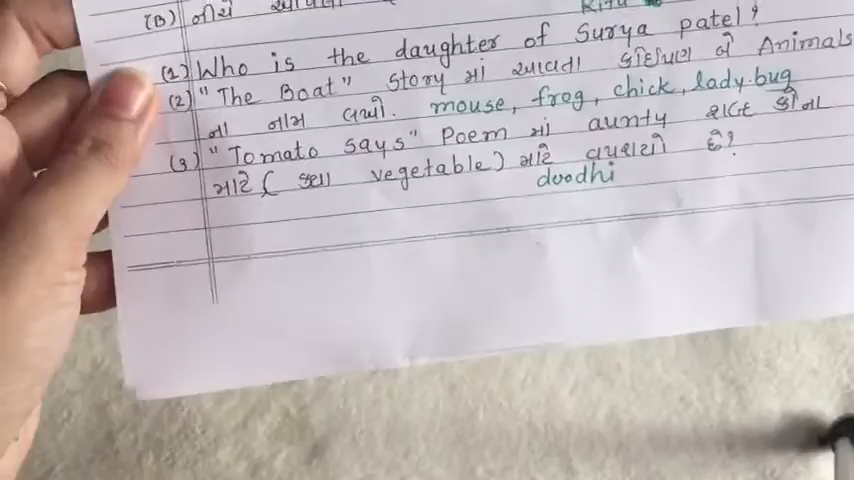 (B) નીચે
Ritu
(1) Who is the daughter of Surya patel?
(2) "The Boat" Story માં આવતા કોઈપણ બે Animals
ના નામ લખો. mouse, frog, chick, lady bug
(3) "Tomato says" Poem માં aunty શબ્દ કોના
માટે ( કયા vegetable) માટે વપરાયો છે?
doodhi